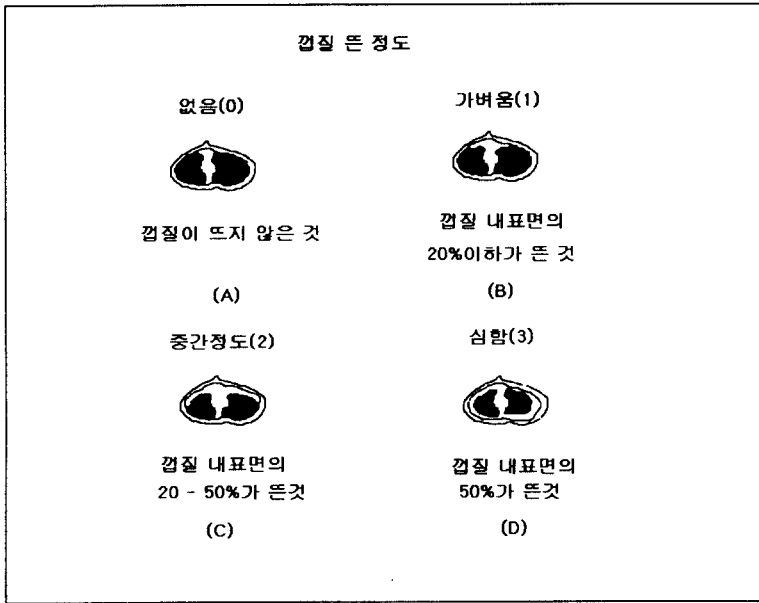 껍질 뜬 정도
없음(0)
가벼움(1)
껍질이 뜨지 않은 것
껍질 내표면의
20%이하가 뜬 것
(A)
(B)
중간정도(2)
심함(3)
껍질 내표면의
20 - 50%가 뜬것
껍질 내표면의
50%가 뜬것
(C)
(D)